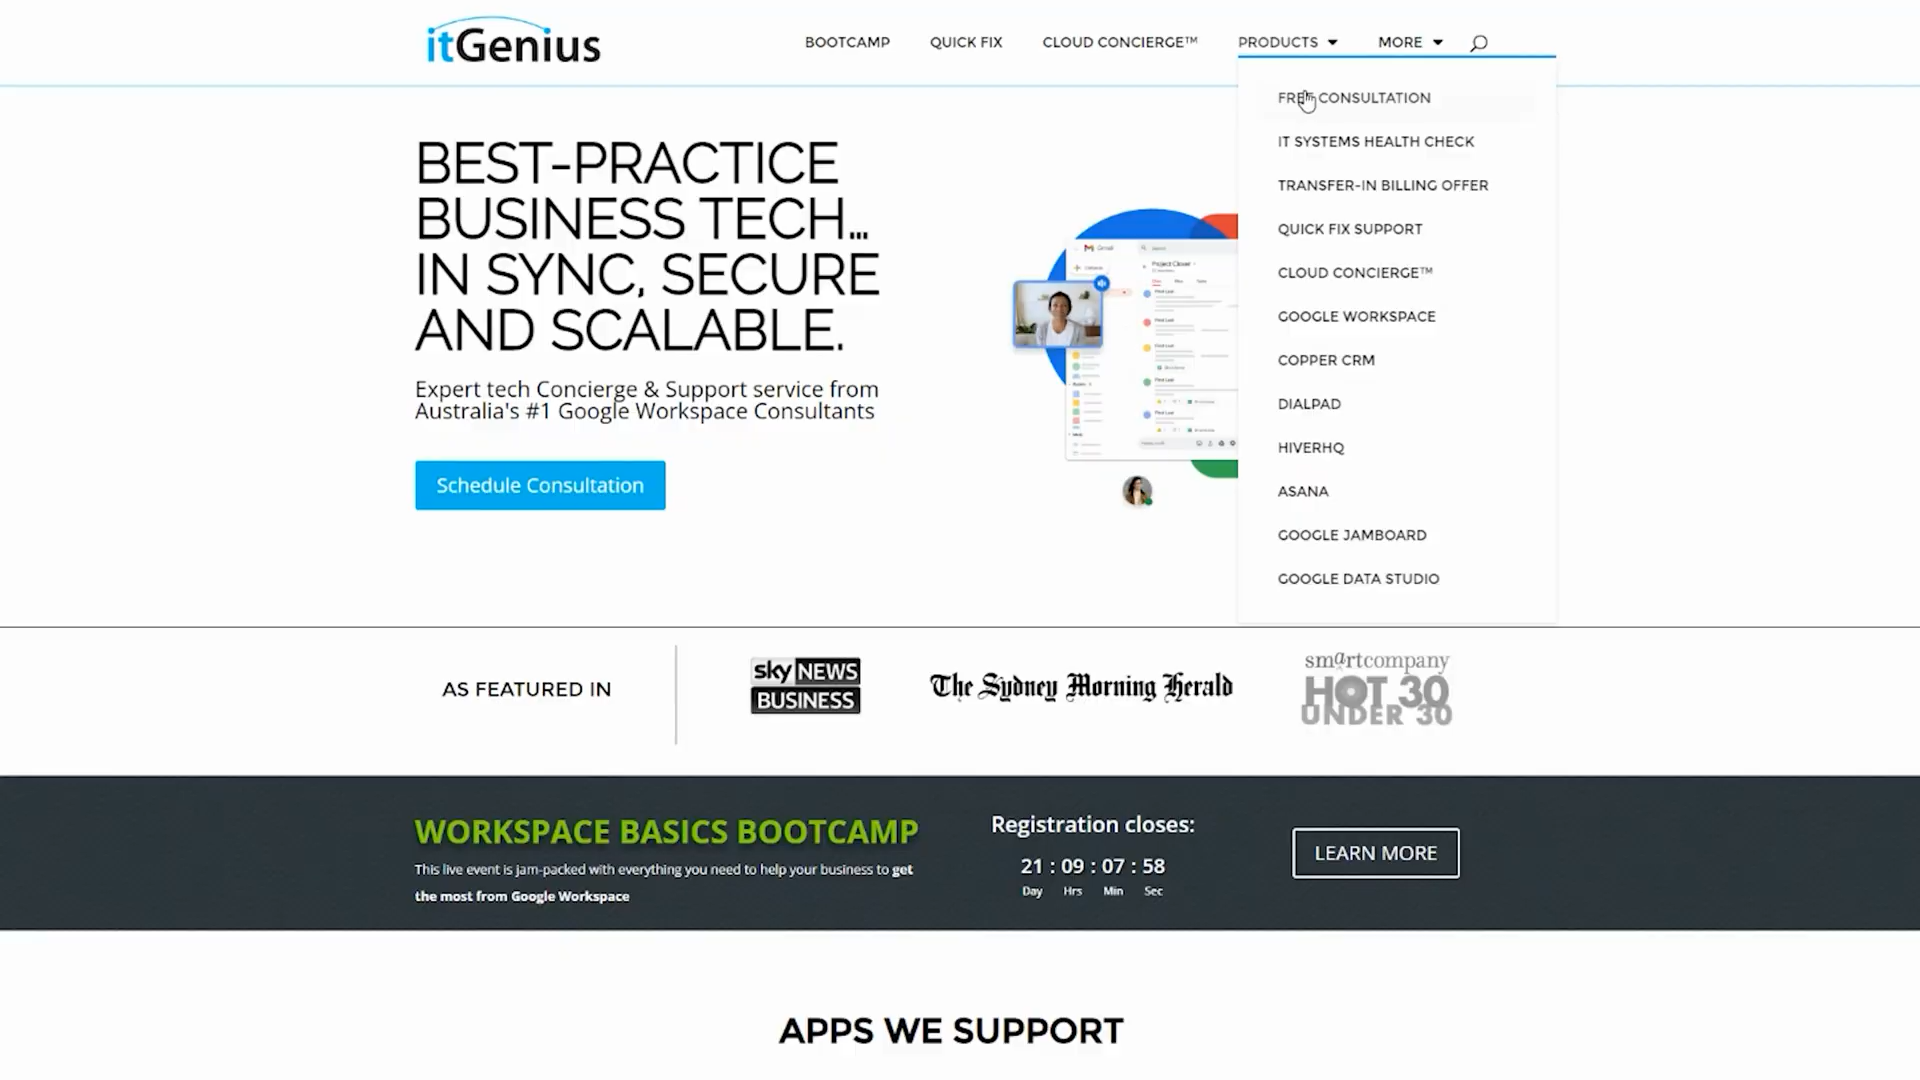 itGenius
BOOTCAMP
QUICK FIX
CLOUD CONCIERGE™
PRODUCTS
MORE
FREE CONSULTATION
IT SYSTEMS HEALTH CHECK
TRANSFER-IN BILLING OFFER
QUICK FIX SUPPORT
CLOUD CONCIERGE™
GOOGLE WORKSPACE
COPPER CRM
DIALPAD
HIVERHQ
ASANA
GOOGLE JAMBOARD
GOOGLE DATA STUDIO
BEST-PRACTICE
BUSINESS TECH...
IN SYNC, SECURE
AND SCALABLE.
Expert tech Concierge & Support service from
Australia's #1 Google Workspace Consultants
Schedule Consultation
Gmail
Search
Project Clover
AS FEATURED IN
sky NEWS
BUSINESS
The Sydney Morning Herald
smartcompany
HOT 30
UNDER 30
WORKSPACE BASICS BOOTCAMP
This live event is jam-packed with everything you need to help your business to get
the most from Google Workspace
Registration closes:
21 : 09 : 07 : 58
Day Hrs Min Sec
LEARN MORE
APPS WE SUPPORT